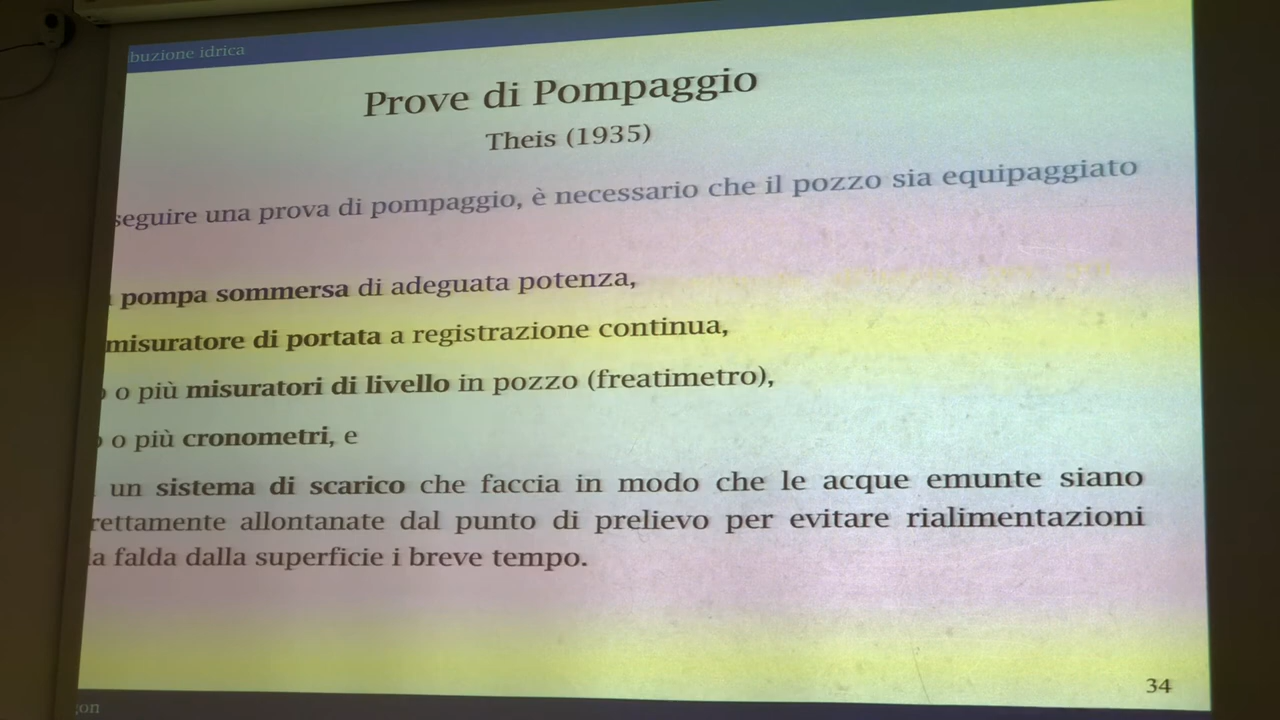 buzione idrica
Prove di Pompaggio
Theis (1935)
seguire una prova di pompaggio, è necessario che il pozzo sia equipaggiato
pompa sommersa di adeguata potenza,
misuratore di portata a registrazione continua,
o più misuratori di livello in pozzo (freatimetro),
o più cronometri, e
un sistema di scarico che faccia in modo che le acque emunte siano
rettamente allontanate dal punto di prelievo per evitare rialimentazioni
la falda dalla superficie i breve tempo.
34
gon